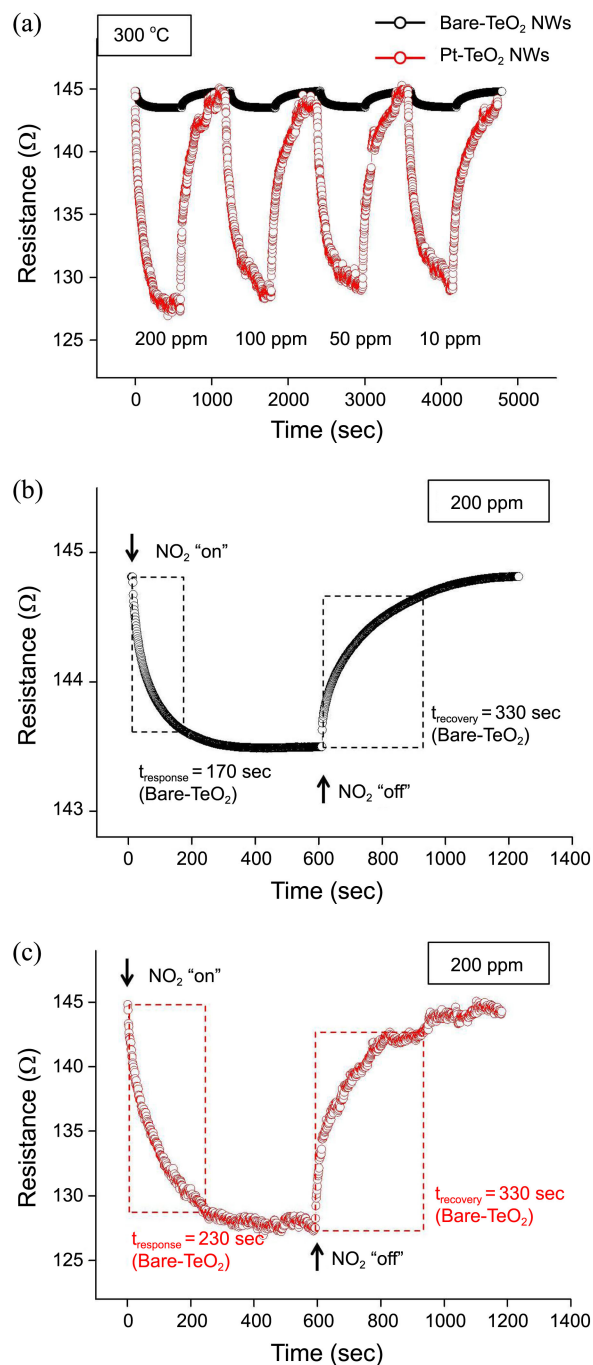 (a)
300 °C
Bare-TeO₂ NWs
Pt-TeO₂ NWs
145
140
135
130
125
Resistance (Ω)
200 ppm 100 ppm 50 ppm 10 ppm
0 1000 2000 3000 4000 5000
Time (sec)
(b)
200 ppm
NO₂ “on”
145
144
143
Resistance (Ω)
t_recovery = 330 sec
(Bare-TeO₂)
t_response = 170 sec
(Bare-TeO₂)
NO₂ “off”
0 200 400 600 800 1000 1200 1400
Time (sec)
(c)
200 ppm
NO₂ “on”
145
140
135
130
125
Resistance (Ω)
t_recovery = 330 sec
(Bare-TeO₂)
t_response = 230 sec
(Bare-TeO₂)
NO₂ “off”
0 200 400 600 800 1000 1200 1400
Time (sec)